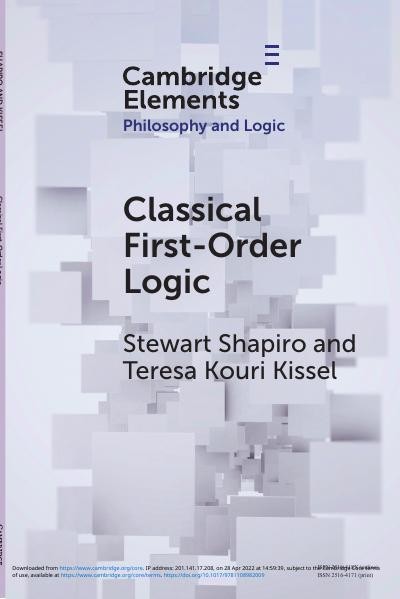 Cambridge
Elements
Philosophy and Logic
Classical
First-Order
Logic
Stewart Shapiro and
Teresa Kouri Kissel
Downloaded from https://www.cambridge.org/core. IP address: 201.141.17.208, on 28 Apr 2022 at 14:59:39, subject to the Cambridge Core terms
of use, available at https://www.cambridge.org/core/terms. https://doi.org/10.1017/9781108982009
ISSN 2516-4171 (print)